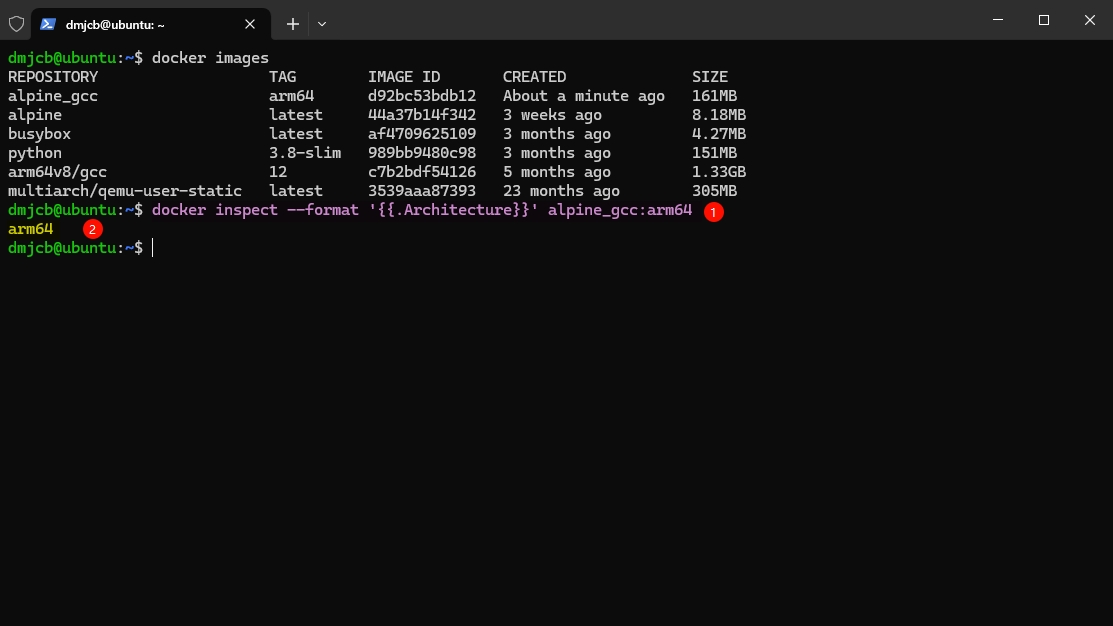 dmjcb@ubuntu: ~
dmjcb@ubuntu:~$ docker images
REPOSITORY TAG IMAGE ID CREATED SIZE
alpine_gcc arm64 d92bc53bdb12 About a minute ago 161MB
alpine latest 44a37b14f342 3 weeks ago 8.18MB
busybox latest af4709625109 3 months ago 4.27MB
python 3.8-slim 989bb9480c98 3 months ago 151MB
arm64v8/gcc 12 c7b2bdf54126 5 months ago 1.33GB
multiarch/qemu-user-static latest 3539aaa87393 23 months ago 305MB
dmjcb@ubuntu:~$ docker inspect --format '{{.Architecture}}' alpine_gcc:arm64 1
arm64 2
dmjcb@ubuntu:~$